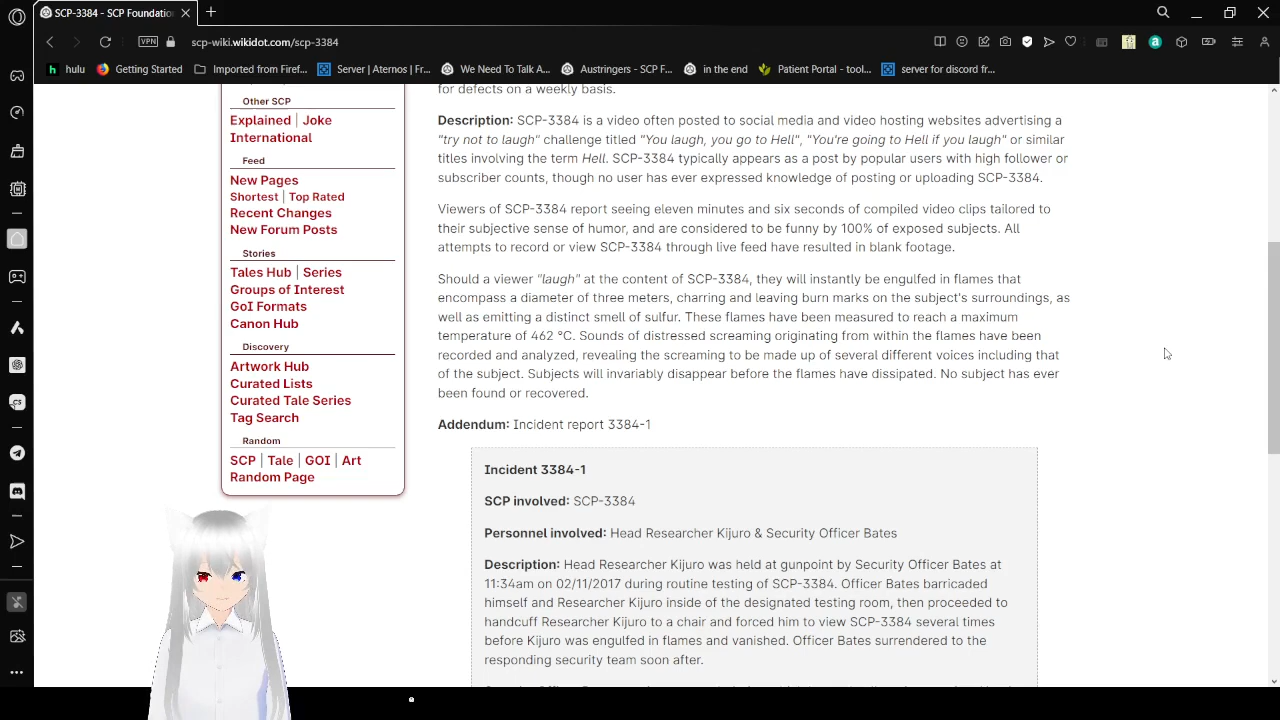 SCP-3384 - SCP Foundatio
scp-wiki.wikidot.com/scp-3384
VPN
hulu
Getting Started
Imported from Firef...
Server | Aternos | Fr...
We Need To Talk A...
Austringers - SCP F...
in the end
Patient Portal - tool...
server for discord fr...
Other SCP
Explained | Joke
International
Feed
New Pages
Shortest | Top Rated
Recent Changes
New Forum Posts
Stories
Tales Hub | Series
Groups of Interest
GoI Formats
Canon Hub
Discovery
Artwork Hub
Curated Lists
Curated Tale Series
Tag Search
Random
SCP | Tale | GOI | Art
Random Page
for defects on a weekly basis.
Description: SCP-3384 is a video often posted to social media and video hosting websites advertising a
"try not to laugh" challenge titled "You laugh, you go to Hell", "You're going to Hell if you laugh" or similar
titles involving the term Hell. SCP-3384 typically appears as a post by popular users with high follower or
subscriber counts, though no user has ever expressed knowledge of posting or uploading SCP-3384.
Viewers of SCP-3384 report seeing eleven minutes and six seconds of compiled video clips tailored to
their subjective sense of humor, and are considered to be funny by 100% of exposed subjects. All
attempts to record or view SCP-3384 through live feed have resulted in blank footage.
Should a viewer "laugh" at the content of SCP-3384, they will instantly be engulfed in flames that
encompass a diameter of three meters, charring and leaving burn marks on the subject's surroundings, as
well as emitting a distinct smell of sulfur. These flames have been measured to reach a maximum
temperature of 462 °C. Sounds of distressed screaming originating from within the flames have been
recorded and analyzed, revealing the screaming to be made up of several different voices including that
of the subject. Subjects will invariably disappear before the flames have dissipated. No subject has ever
been found or recovered.
Addendum: Incident report 3384-1
Incident 3384-1
SCP involved: SCP-3384
Personnel involved: Head Researcher Kijuro & Security Officer Bates
Description: Head Researcher Kijuro was held at gunpoint by Security Officer Bates at
11:34am on 02/11/2017 during routine testing of SCP-3384. Officer Bates barricaded
himself and Researcher Kijuro inside of the designated testing room, then proceeded to
handcuff Researcher Kijuro to a chair and forced him to view SCP-3384 several times
before Kijuro was engulfed in flames and vanished. Officer Bates surrendered to the
responding security team soon after.